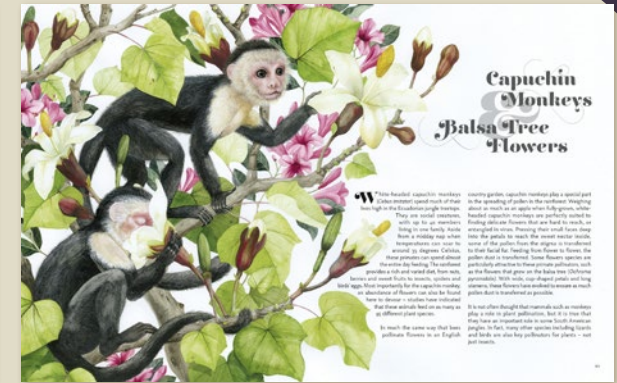 Capuchin
&
Monkeys
Balsa Tree
Flowers
"White-headed capuchin monkeys
(Cebus imitator) spend much of their
lives high in the Ecuadorian jungle treetops.
They are social creatures,
with up to 40 members
living in one family. Aside
from a midday nap when
temperatures can soar to
around 35 degrees Celsius,
these primates can spend almost
the entire day feeding. The rainforest
provides a rich and varied diet, from nuts,
berries and sweet fruits to insects, spiders and
birds' eggs. Most importantly for the capuchin monkey,
an abundance of flowers can also be found
here to devour – studies have indicated
that these animals feed on as many as
95 different plant species.
In much the same way that bees
pollinate flowers in an English
country garden, capuchin monkeys play a special part
in the spreading of pollen in the rainforest. Weighing
about as much as an apple when fully-grown, white-
headed capuchin monkeys are perfectly suited to
finding delicate flowers that are hard to reach, or
entangled in vines. Pressing their small faces deep
into the petals to reach the sweet nectar inside,
some of the pollen from the stigma is transferred
to their facial fur. Feeding from flower to flower, the
pollen dust is transferred. Some flowers species are
particularly attractive to these primate pollinators, such
as the flowers that grow on the balsa tree (Ochroma
pyramidale). With wide, cup-shaped petals and long
stamens, these flowers have evolved to ensure as much
pollen dust is transferred as possible.
It is not often thought that mammals such as monkeys
play a role in plant pollination, but it is true that
they have an important role in some South American
jungles. In fact, many other species including lizards
and birds are also key pollinators for plants – not
just insects.